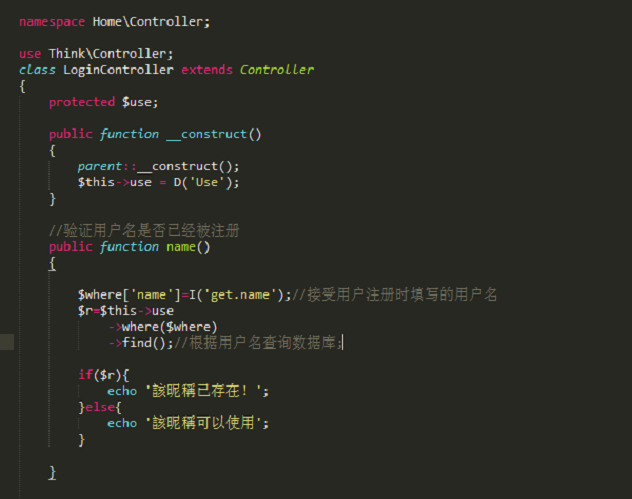 namespace Home\Controller;
use Think\Controller;
class LoginController extends Controller
{
protected $use;
public function __construct()
{
parent::__construct();
$this->use = D('Use');
}
//验证用户名是否已经被注册
public function name()
{
$where['name']=I('get.name');//接受用户注册时填写的用户名
$r=$this->use
->where($where)
->find();//根据用户名查询数据库;
if($r){
echo '該昵稱已存在！';
}else{
echo '該昵稱可以使用';
}
}